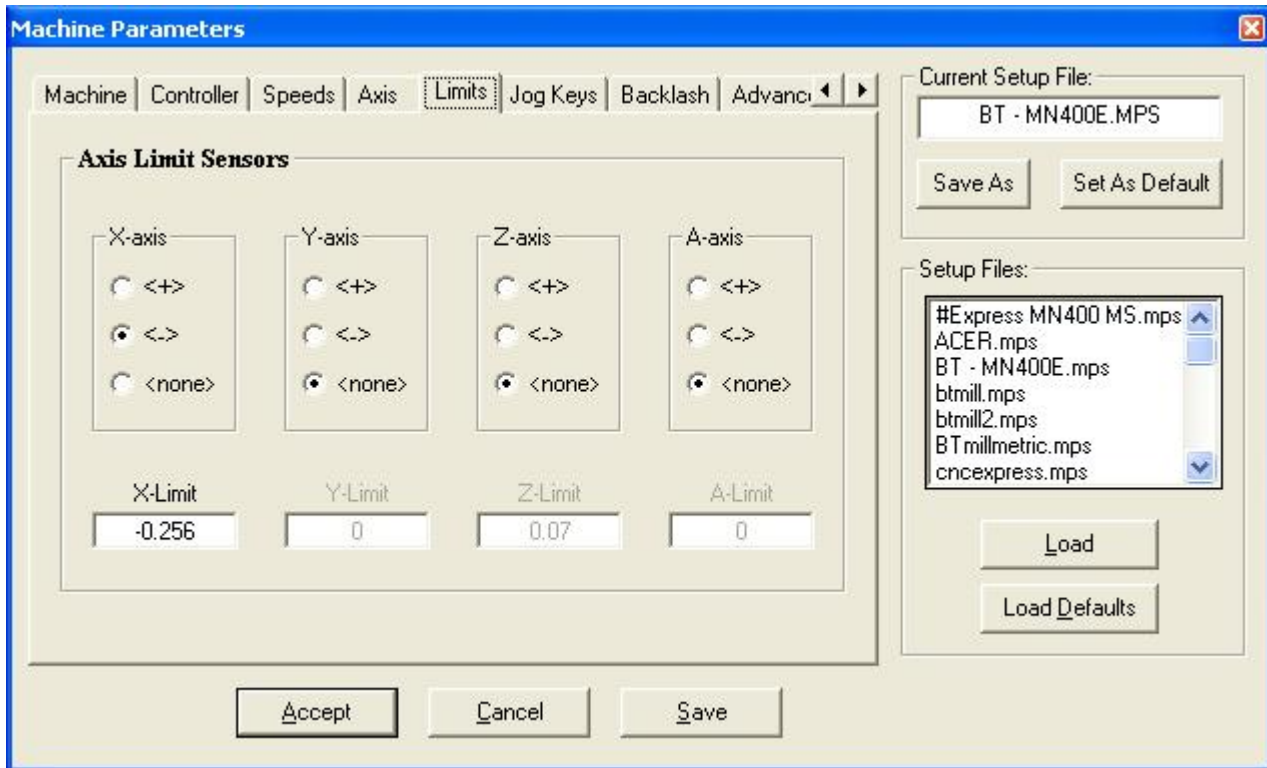 Machine Parameters
Machine
Controller
Speeds
Axis
Limits
Jog Keys
Backlash
Advanc
Axis Limit Sensors
X-axis
<+>
<->
<none>
Y-axis
<+>
<->
<none>
Z-axis
<+>
<->
<none>
A-axis
<+>
<->
<none>
X-Limit
-0.256
Y-Limit
0
Z-Limit
0.07
A-Limit
0
Accept
Cancel
Save
Current Setup File:
BT - MN400E.MPS
Save As
Set As Default
Setup Files:
#Express MN400 MS.mps
ACER.mps
BT - MN400E.mps
btmill.mps
btmill2.mps
BTmillmetric.mps
cncexpress.mps
Load
Load Defaults